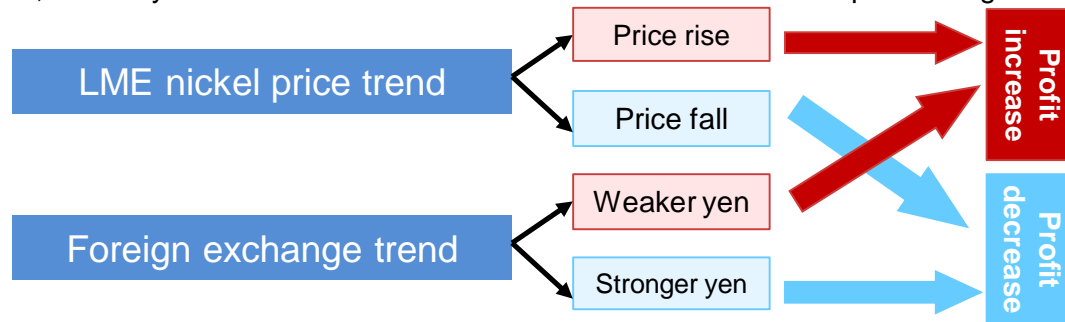 Price rise
LME nickel price trend
Price fall
Profit
increase
Weaker yen
Foreign exchange trend
Stronger yen
Profit
decrease